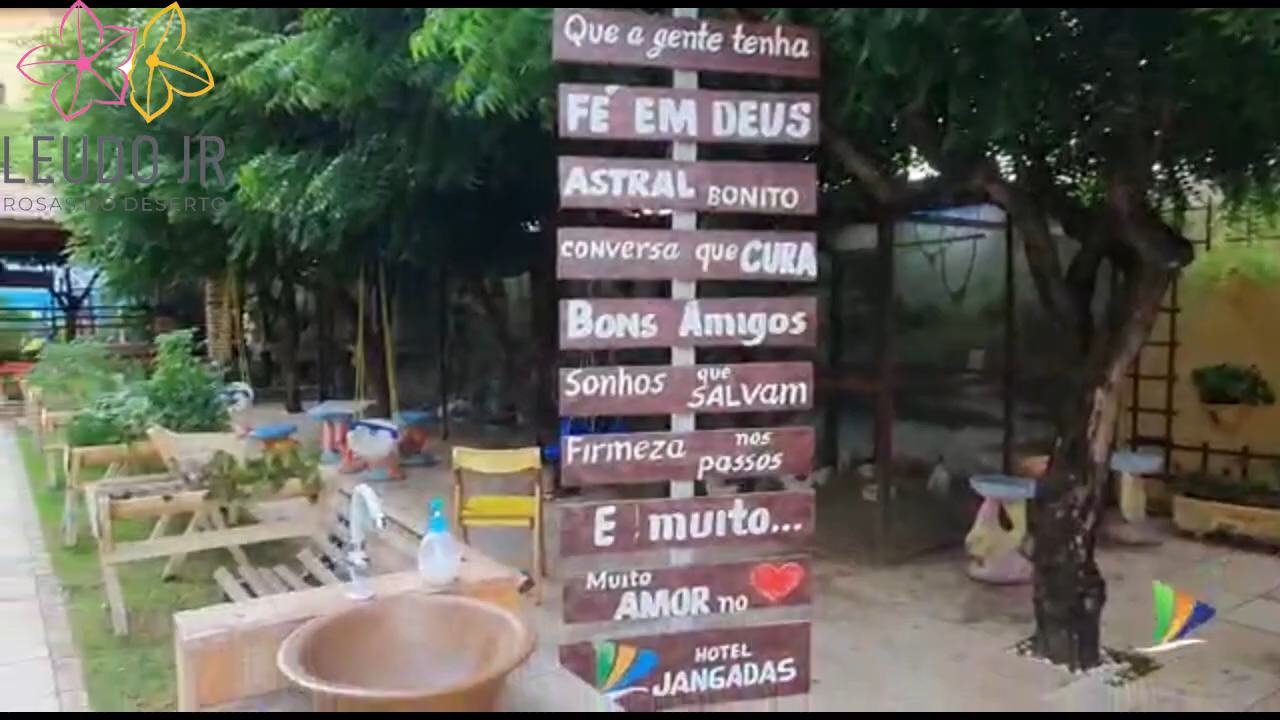 LEUDO JR
ROSAS DO DESERTO
Que a gente tenha
FÉ EM DEUS
ASTRAL BONITO
conversa que CURA
Bons Amigos
Sonhos que SALVam
Firmeza nos passos
E muito...
Muito
AMOR no
HOTEL
JANGADAS